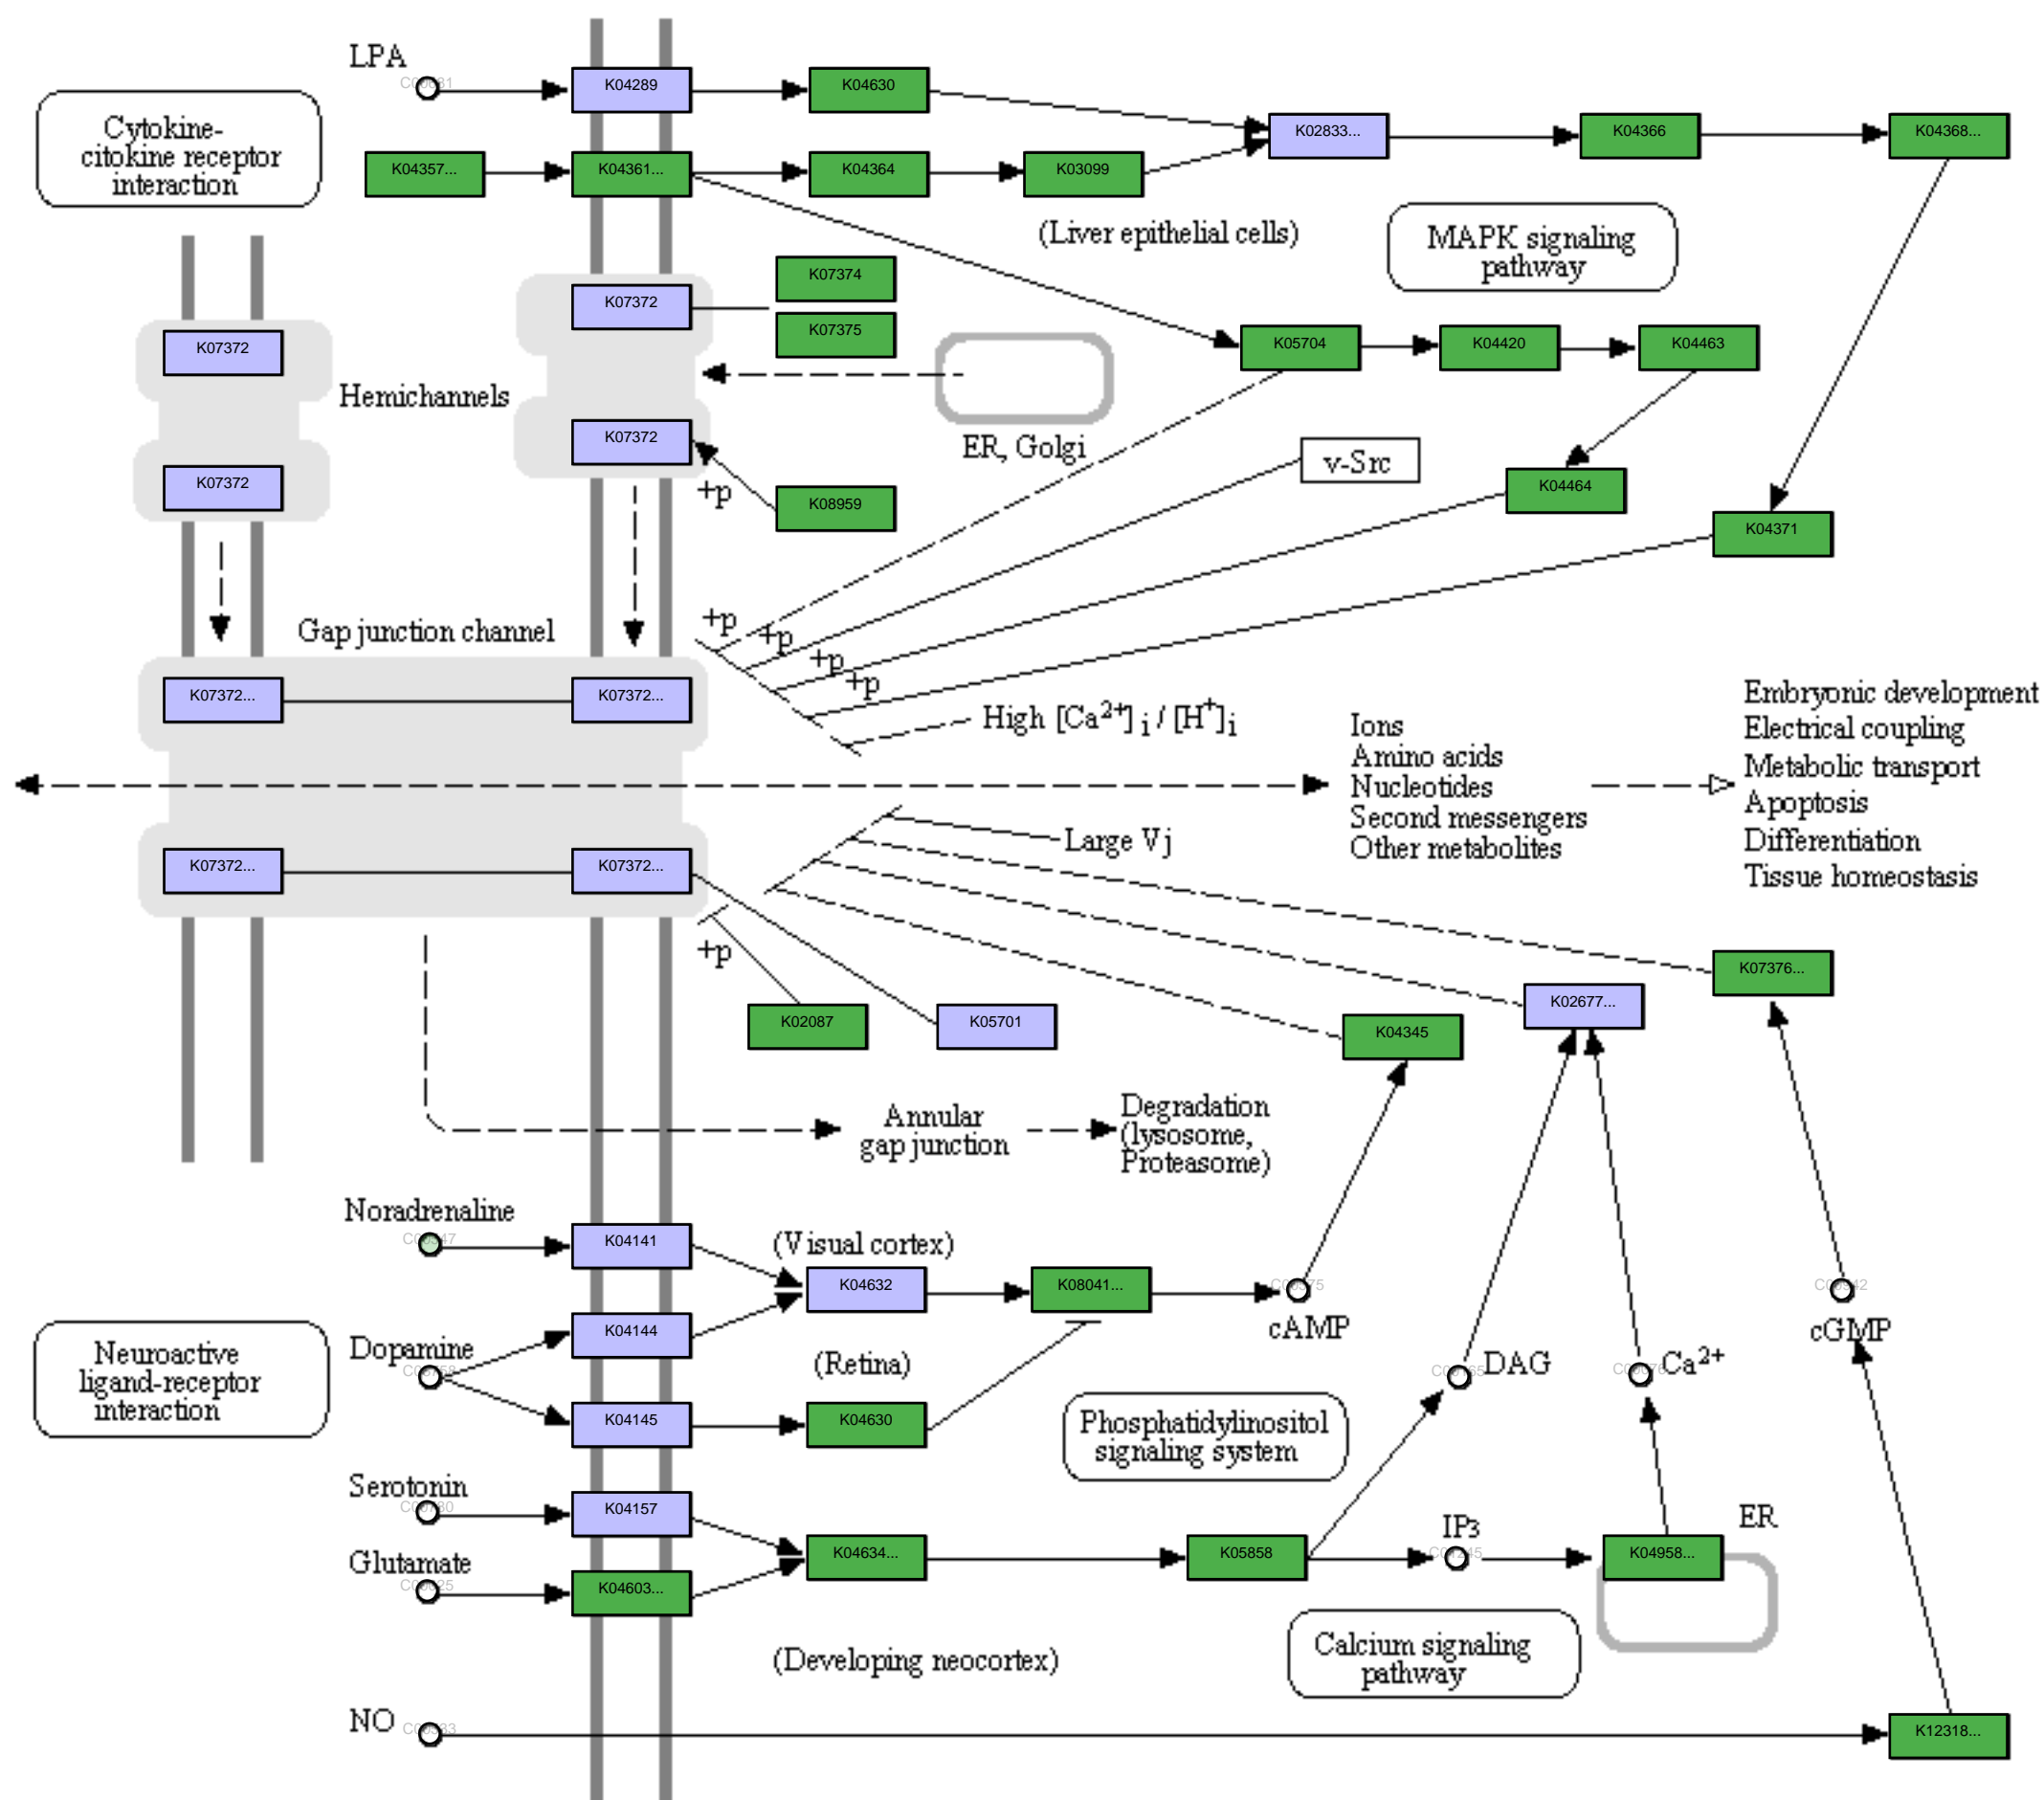 LPA
K04289
K04630
Cytokine-
citokine receptor
interaction
K02833...
K04366
K04368...
K04357...
K04361...
K04364
K03099
(Liver epithelial cells)
MAPK signaling
pathway
K07374
K07372
K07375
K07372
K05704
K04420
K04463
Hemichannels
K07372
ER, Golgi
v-Src
K07372
+p
K08959
K04464
K04371
Gap junction channel
+p
+p
+p
+p
K07372...
K07372...
High [Ca2+]i / [H+]i
Ions
Amino acids
Nucleotides
Second messengers
Other metabolites
Embryonic development
Electrical coupling
Metabolic transport
Apoptosis
Differentiation
Tissue homeostasis
Large Vj
K07372...
K07372...
+p
K07376...
K02677...
K02087
K05701
K04345
Annular
gap junction
Degradation
(lysosome,
Proteasome)
Noradrenaline
K04141
(Visual cortex)
K04632
K08041...
cAMP
cGMP
K04144
Neuroactive
ligand-receptor
interaction
Dopamine
(Retina)
DAG
Ca2+
K04145
K04630
Phosphatidylinositol
signaling system
Serotonin
K04157
IP3
ER
Glutamate
K04634...
K05858
K04958...
K04603...
(Developing neocortex)
Calcium signaling
pathway
NO
K12318...